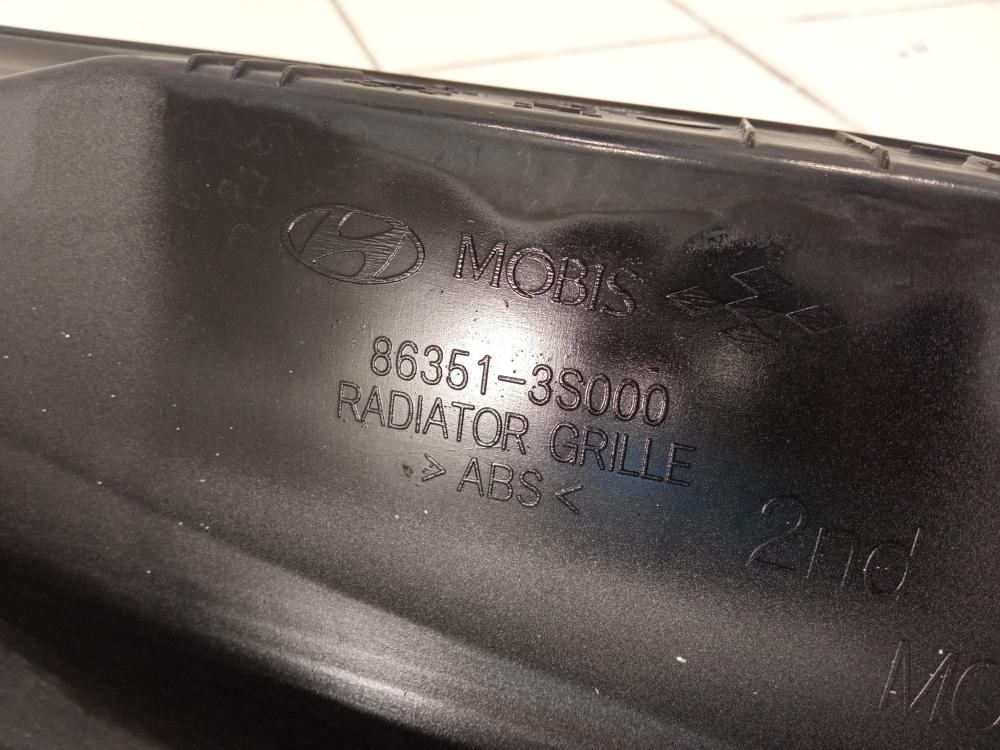 MOBIS
86351-3S000
RADIATOR GRILLE
> ABS <
2nd